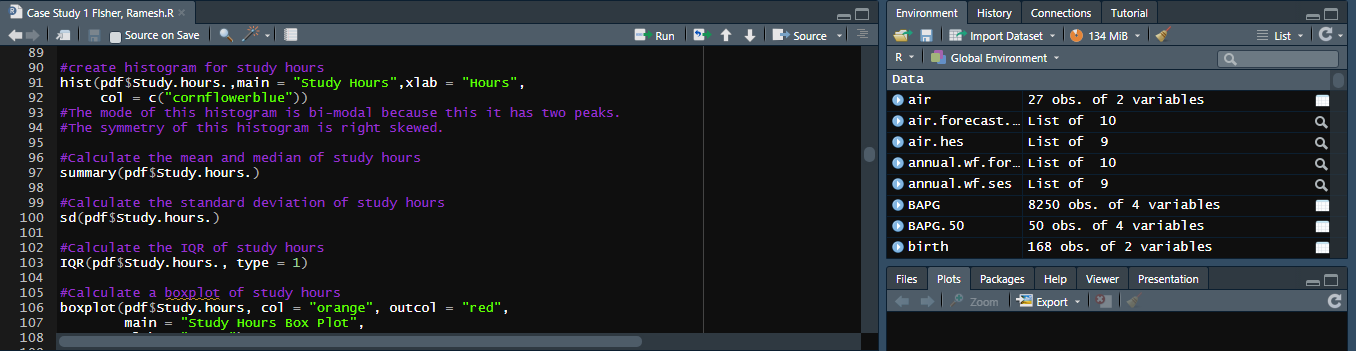 Case Study 1 FIsher, Ramesh.R
Source on Save
Run
Source
89
90 #create histogram for study hours
91 hist(pdf$Study.hours.,main = "Study Hours",xlab = "Hours",
92 col = c("cornflowerblue"))
93 #The mode of this histogram is bi-modal because this it has two peaks.
94 #The symmetry of this histogram is right skewed.
95
96 #Calculate the mean and median of study hours
97 summary(pdf$Study.hours.)
98
99 #Calculate the standard deviation of study hours
100 sd(pdf$Study.hours.)
101
102 #Calculate the IQR of study hours
103 IQR(pdf$Study.hours., type = 1)
104
105 #Calculate a boxplot of study hours
106 boxplot(pdf$Study.hours, col = "orange", outcol = "red",
107 main = "Study Hours Box Plot",
108
Environment History Connections Tutorial
Import Dataset 134 MiB List
R Global Environment
Data
air 27 obs. of 2 variables
air.forecast.… List of 10
air.hes List of 9
annual.wf.for… List of 10
annual.wf.ses List of 9
BAPG 8250 obs. of 4 variables
BAPG.50 50 obs. of 4 variables
birth 168 obs. of 2 variables
Files Plots Packages Help Viewer Presentation
Zoom Export